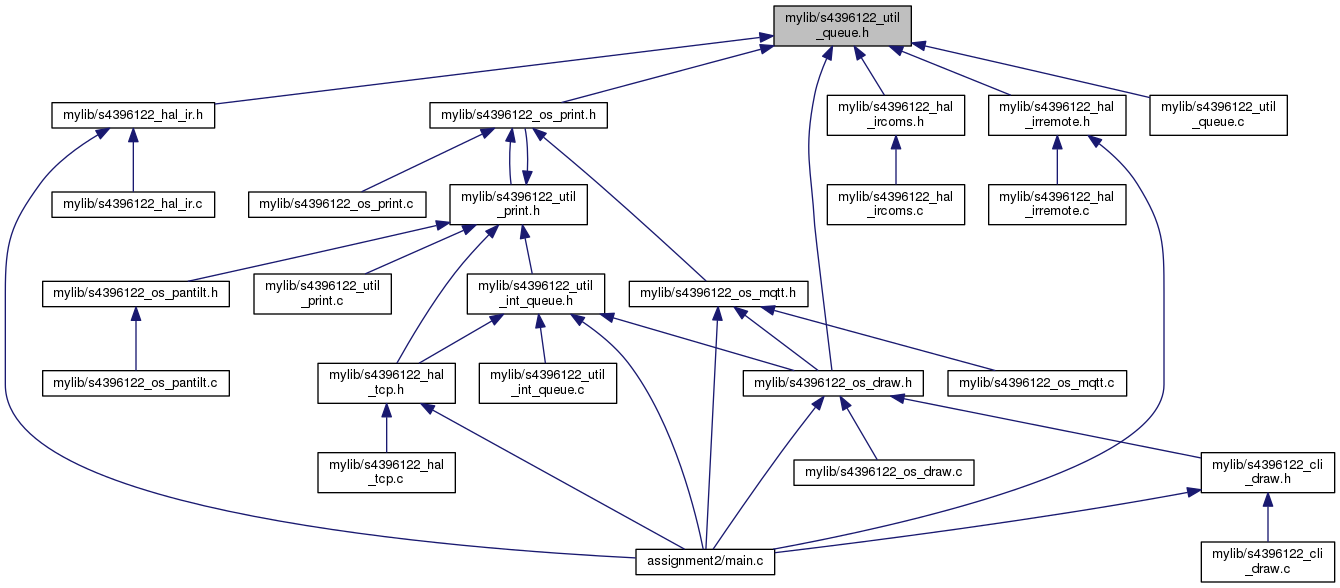 mylib/s4396122_util
_queue.h
mylib/s4396122_hal_ir.h
mylib/s4396122_os_print.h
mylib/s4396122_hal
_ircoms.h
mylib/s4396122_hal
_irremote.h
mylib/s4396122_util
_queue.c
mylib/s4396122_hal_ir.c
mylib/s4396122_os_print.c
mylib/s4396122_util
_print.h
mylib/s4396122_hal
_ircoms.c
mylib/s4396122_hal
_irremote.c
mylib/s4396122_os_pantilt.h
mylib/s4396122_util
_print.c
mylib/s4396122_util
_int_queue.h
mylib/s4396122_os_mqtt.h
mylib/s4396122_os_pantilt.c
mylib/s4396122_hal
_tcp.h
mylib/s4396122_util
_int_queue.c
mylib/s4396122_os_draw.h
mylib/s4396122_os_mqtt.c
mylib/s4396122_hal
_tcp.c
mylib/s4396122_os_draw.c
mylib/s4396122_cli
_draw.h
assignment2/main.c
mylib/s4396122_cli
_draw.c